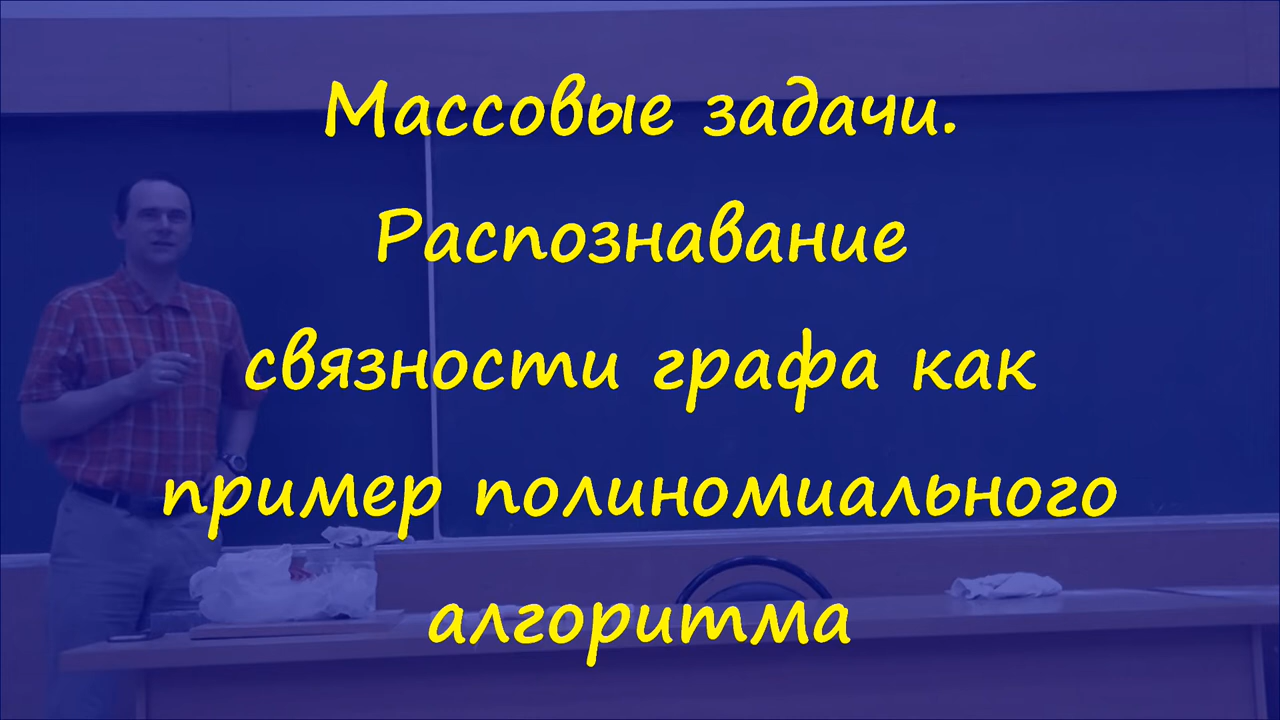 Массовые задачи.
Распознавание
связности графа как
пример полиномиального
алгоритма